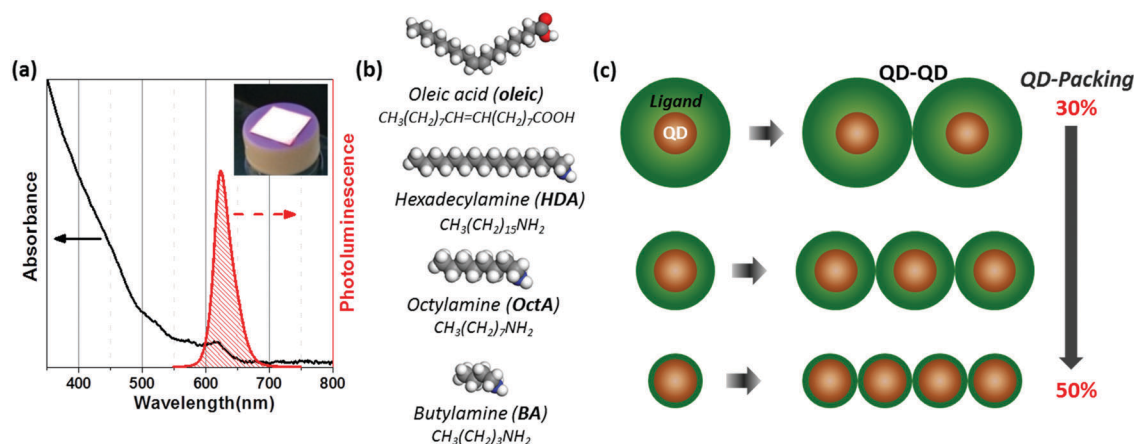 (a)
Absorbance
Photoluminescence
400 500 600 700 800
Wavelength(nm)
(b)
Oleic acid (oleic)
CH3(CH2)7CH=CH(CH2)7COOH
Hexadecylamine (HDA)
CH3(CH2)15NH2
Octylamine (OctA)
CH3(CH2)7NH2
Butylamine (BA)
CH3(CH2)3NH2
(c)
Ligand
QD
QD-QD
QD-Packing
30%
50%